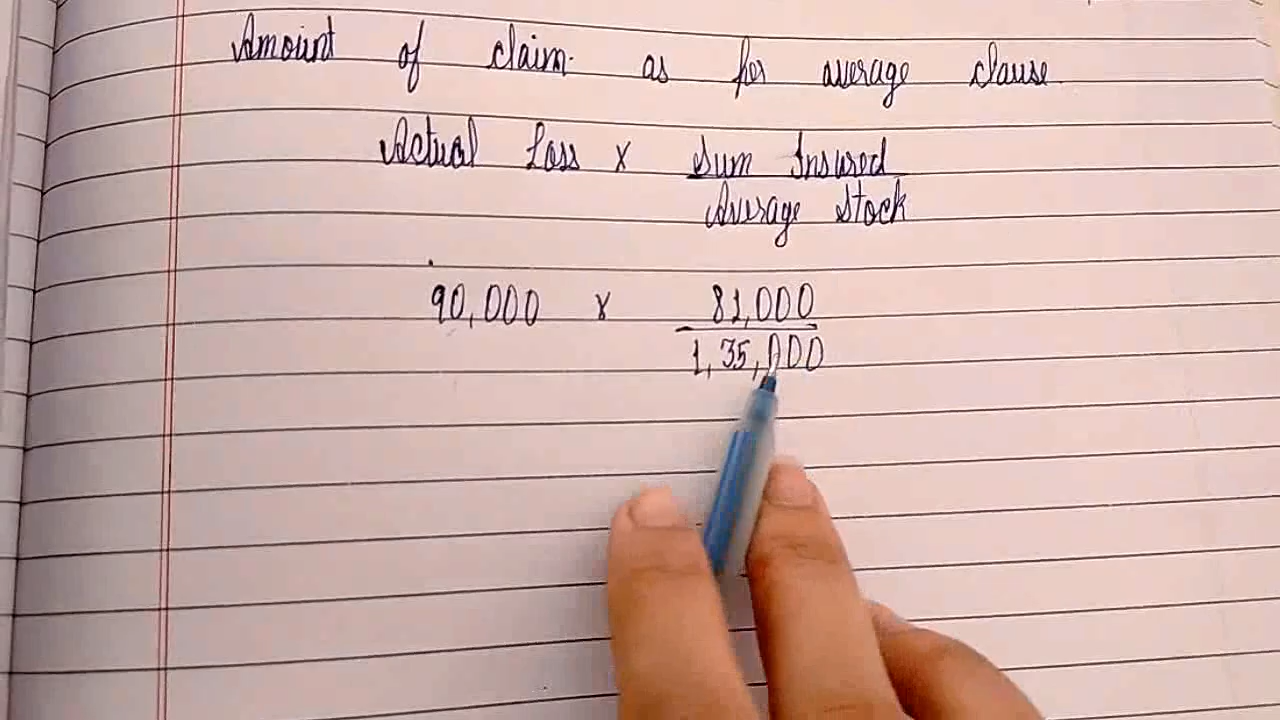 Amount of claim as per average clause
Actual Loss x Sum Insured
Average Stock
90,000 x 81,000
1,35,000